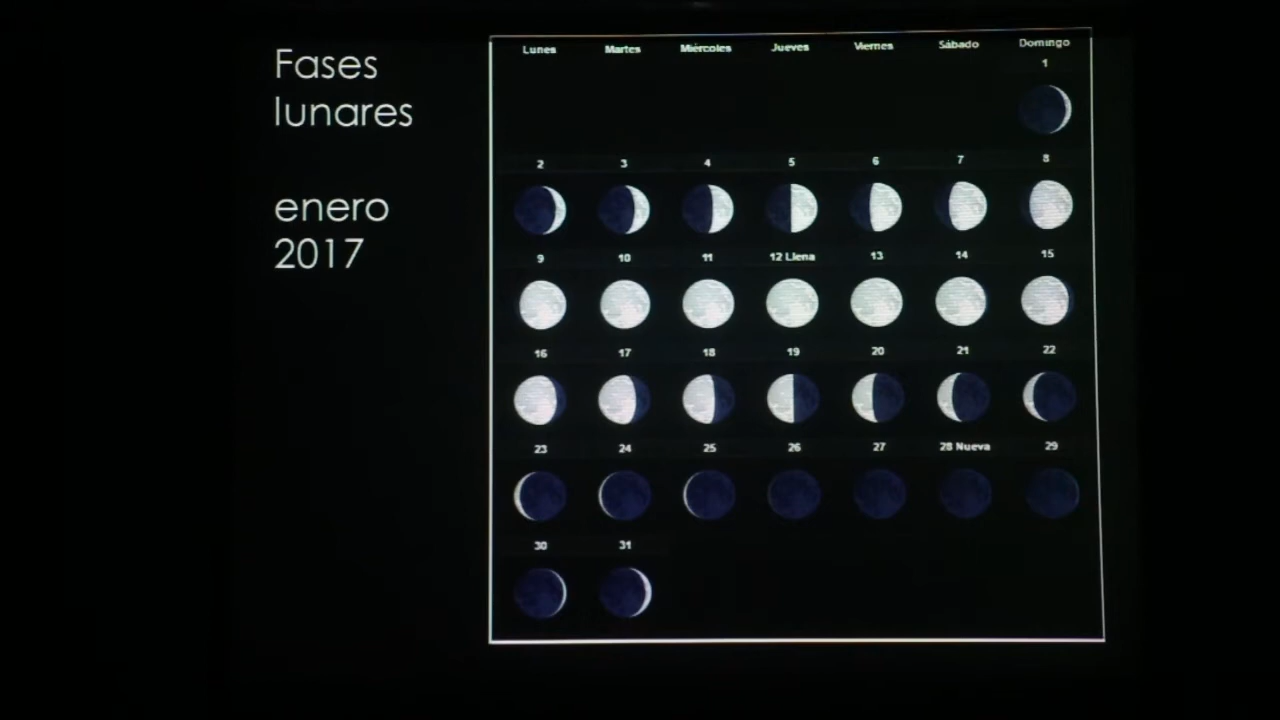 Fases
lunares
enero
2017
Lunes Martes Miércoles Jueves Viernes Sábado Domingo
1
2 3 4 5 6 7 8
9 10 11 12 Llena 13 14 15
16 17 18 19 20 21 22
23 24 25 26 27 28 Nueva 29
30 31